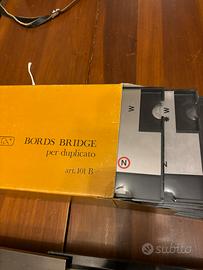 BORDS BRIDGE
per duplicato
art. 101 B
W
W
N
subito